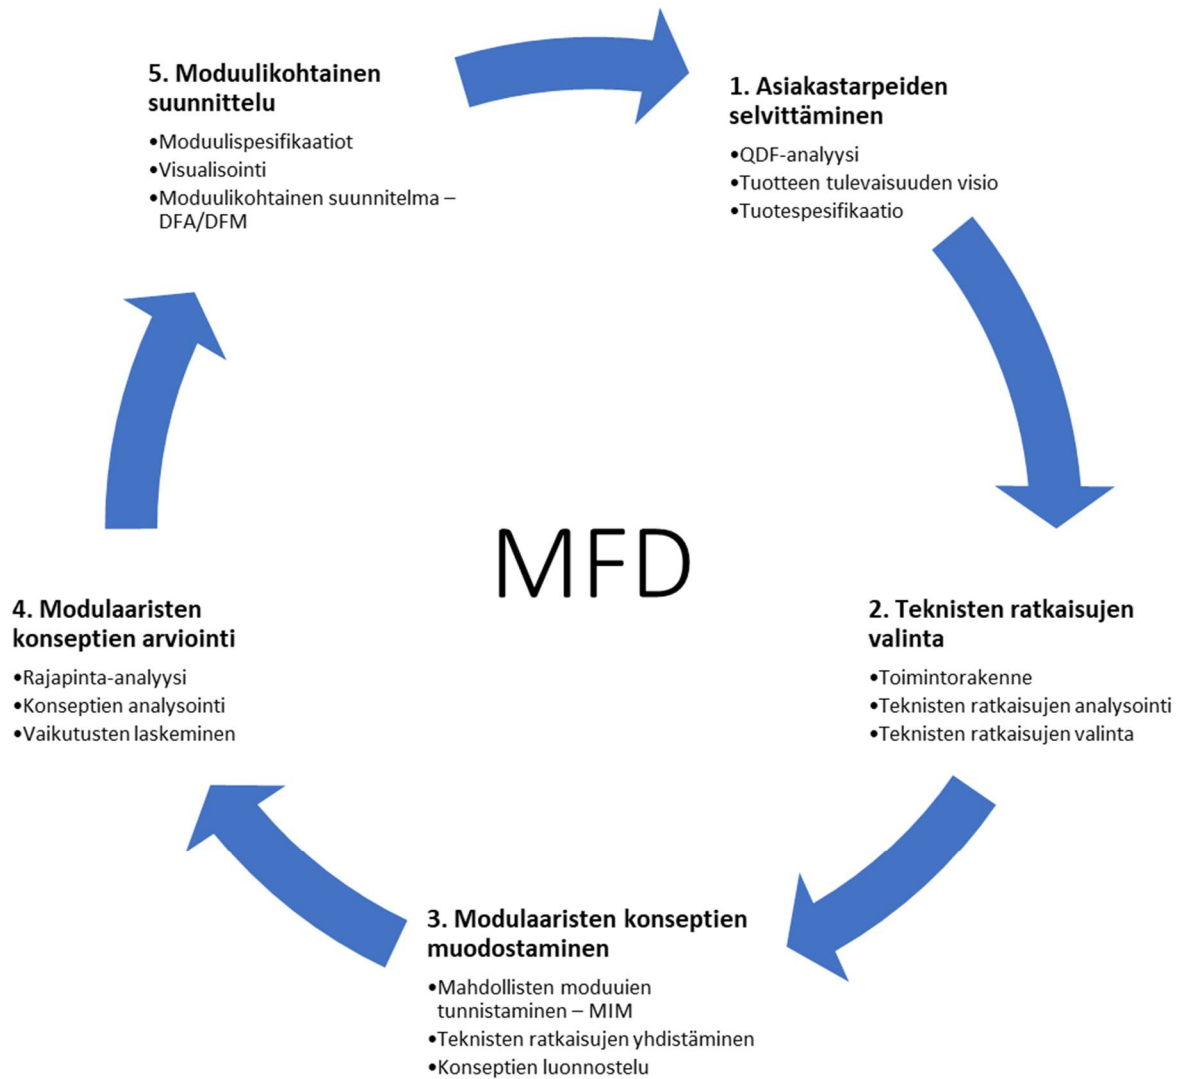 MFD
1. Asiakastarpeiden
selvittäminen
•QDF-analyysi
•Tuotteen tulevaisuuden visio
•Tuotespesifikaatio
2. Teknisten ratkaisujen
valinta
•Toimintorakenne
•Teknisten ratkaisujen analysointi
•Teknisten ratkaisujen valinta
3. Modulaaristen konseptien
muodostaminen
•Mahdollisten moduuien
tunnistaminen – MIM
•Teknisten ratkaisujen yhdistäminen
•Konseptien luonnostelu
4. Modulaaristen
konseptien arviointi
•Rajapinta-analyysi
•Konseptien analysointi
•Vaikutusten laskeminen
5. Moduulikohtainen
suunnittelu
•Moduulispesifikaatiot
•Visualisointi
•Moduulikohtainen suunnitelma –
DFA/DFM